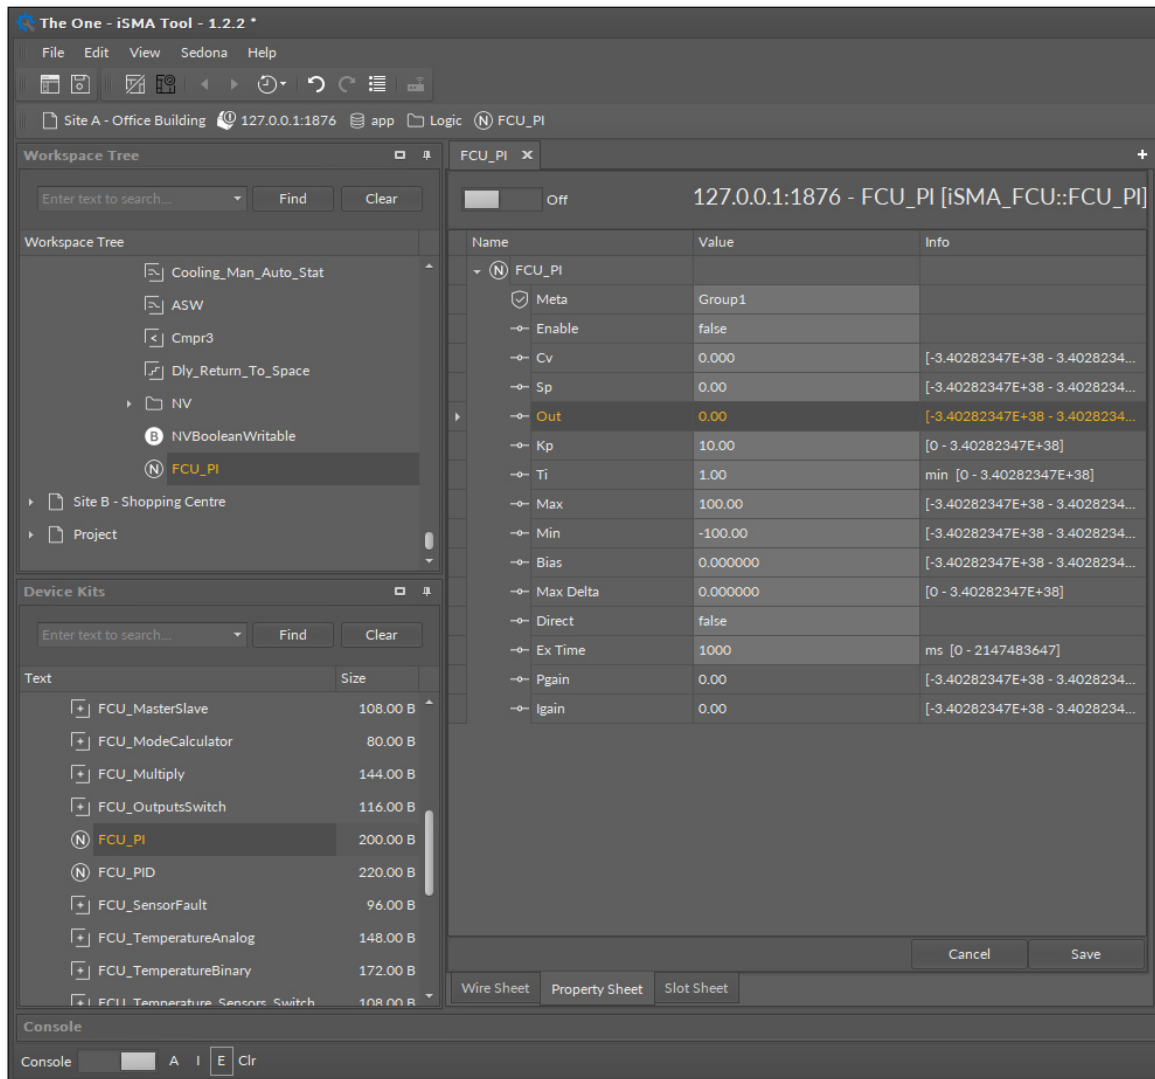 The One - iSMA Tool - 1.2.2 *
File Edit View Sedona Help
Site A - Office Building 127.0.0.1:1876 app Logic N FCU_PI
Workspace Tree
Enter text to search... Find Clear
Workspace Tree
Cooling_Man_Auto_Stat
ASW
Cmpr3
Dly_Return_To_Space
NV
B NVBooleanWritable
N FCU_PI
Site B - Shopping Centre
Project
Device Kits
Enter text to search... Find Clear
Text Size
FCU_MasterSlave 108.00 B
FCU_ModeCalculator 80.00 B
FCU_Multiply 144.00 B
FCU_OutputsSwitch 116.00 B
N FCU_PI 200.00 B
N FCU_PID 220.00 B
FCU_SensorFault 96.00 B
FCU_TemperatureAnalog 148.00 B
FCU_TemperatureBinary 172.00 B
FCU_Temperature_Sensors_Switch 108.00 B
FCU_PI X
Off 127.0.0.1:1876 - FCU_PI [iSMA_FCU::FCU_PI]
Name Value Info
N FCU_PI
Meta Group1
Enable false
Cv 0.000 [-3.40282347E+38 - 3.4028234...
Sp 0.00 [-3.40282347E+38 - 3.4028234...
Out 0.00 [-3.40282347E+38 - 3.4028234...
Kp 10.00 [0 - 3.40282347E+38]
Ti 1.00 min [0 - 3.40282347E+38]
Max 100.00 [-3.40282347E+38 - 3.4028234...
Min -100.00 [-3.40282347E+38 - 3.4028234...
Bias 0.000000 [-3.40282347E+38 - 3.4028234...
Max Delta 0.000000 [0 - 3.40282347E+38]
Direct false
Ex Time 1000 ms [0 - 2147483647]
Pgain 0.00 [-3.40282347E+38 - 3.4028234...
Igain 0.00 [-3.40282347E+38 - 3.4028234...
Cancel Save
Wire Sheet Property Sheet Slot Sheet
Console
Console A I E Clr